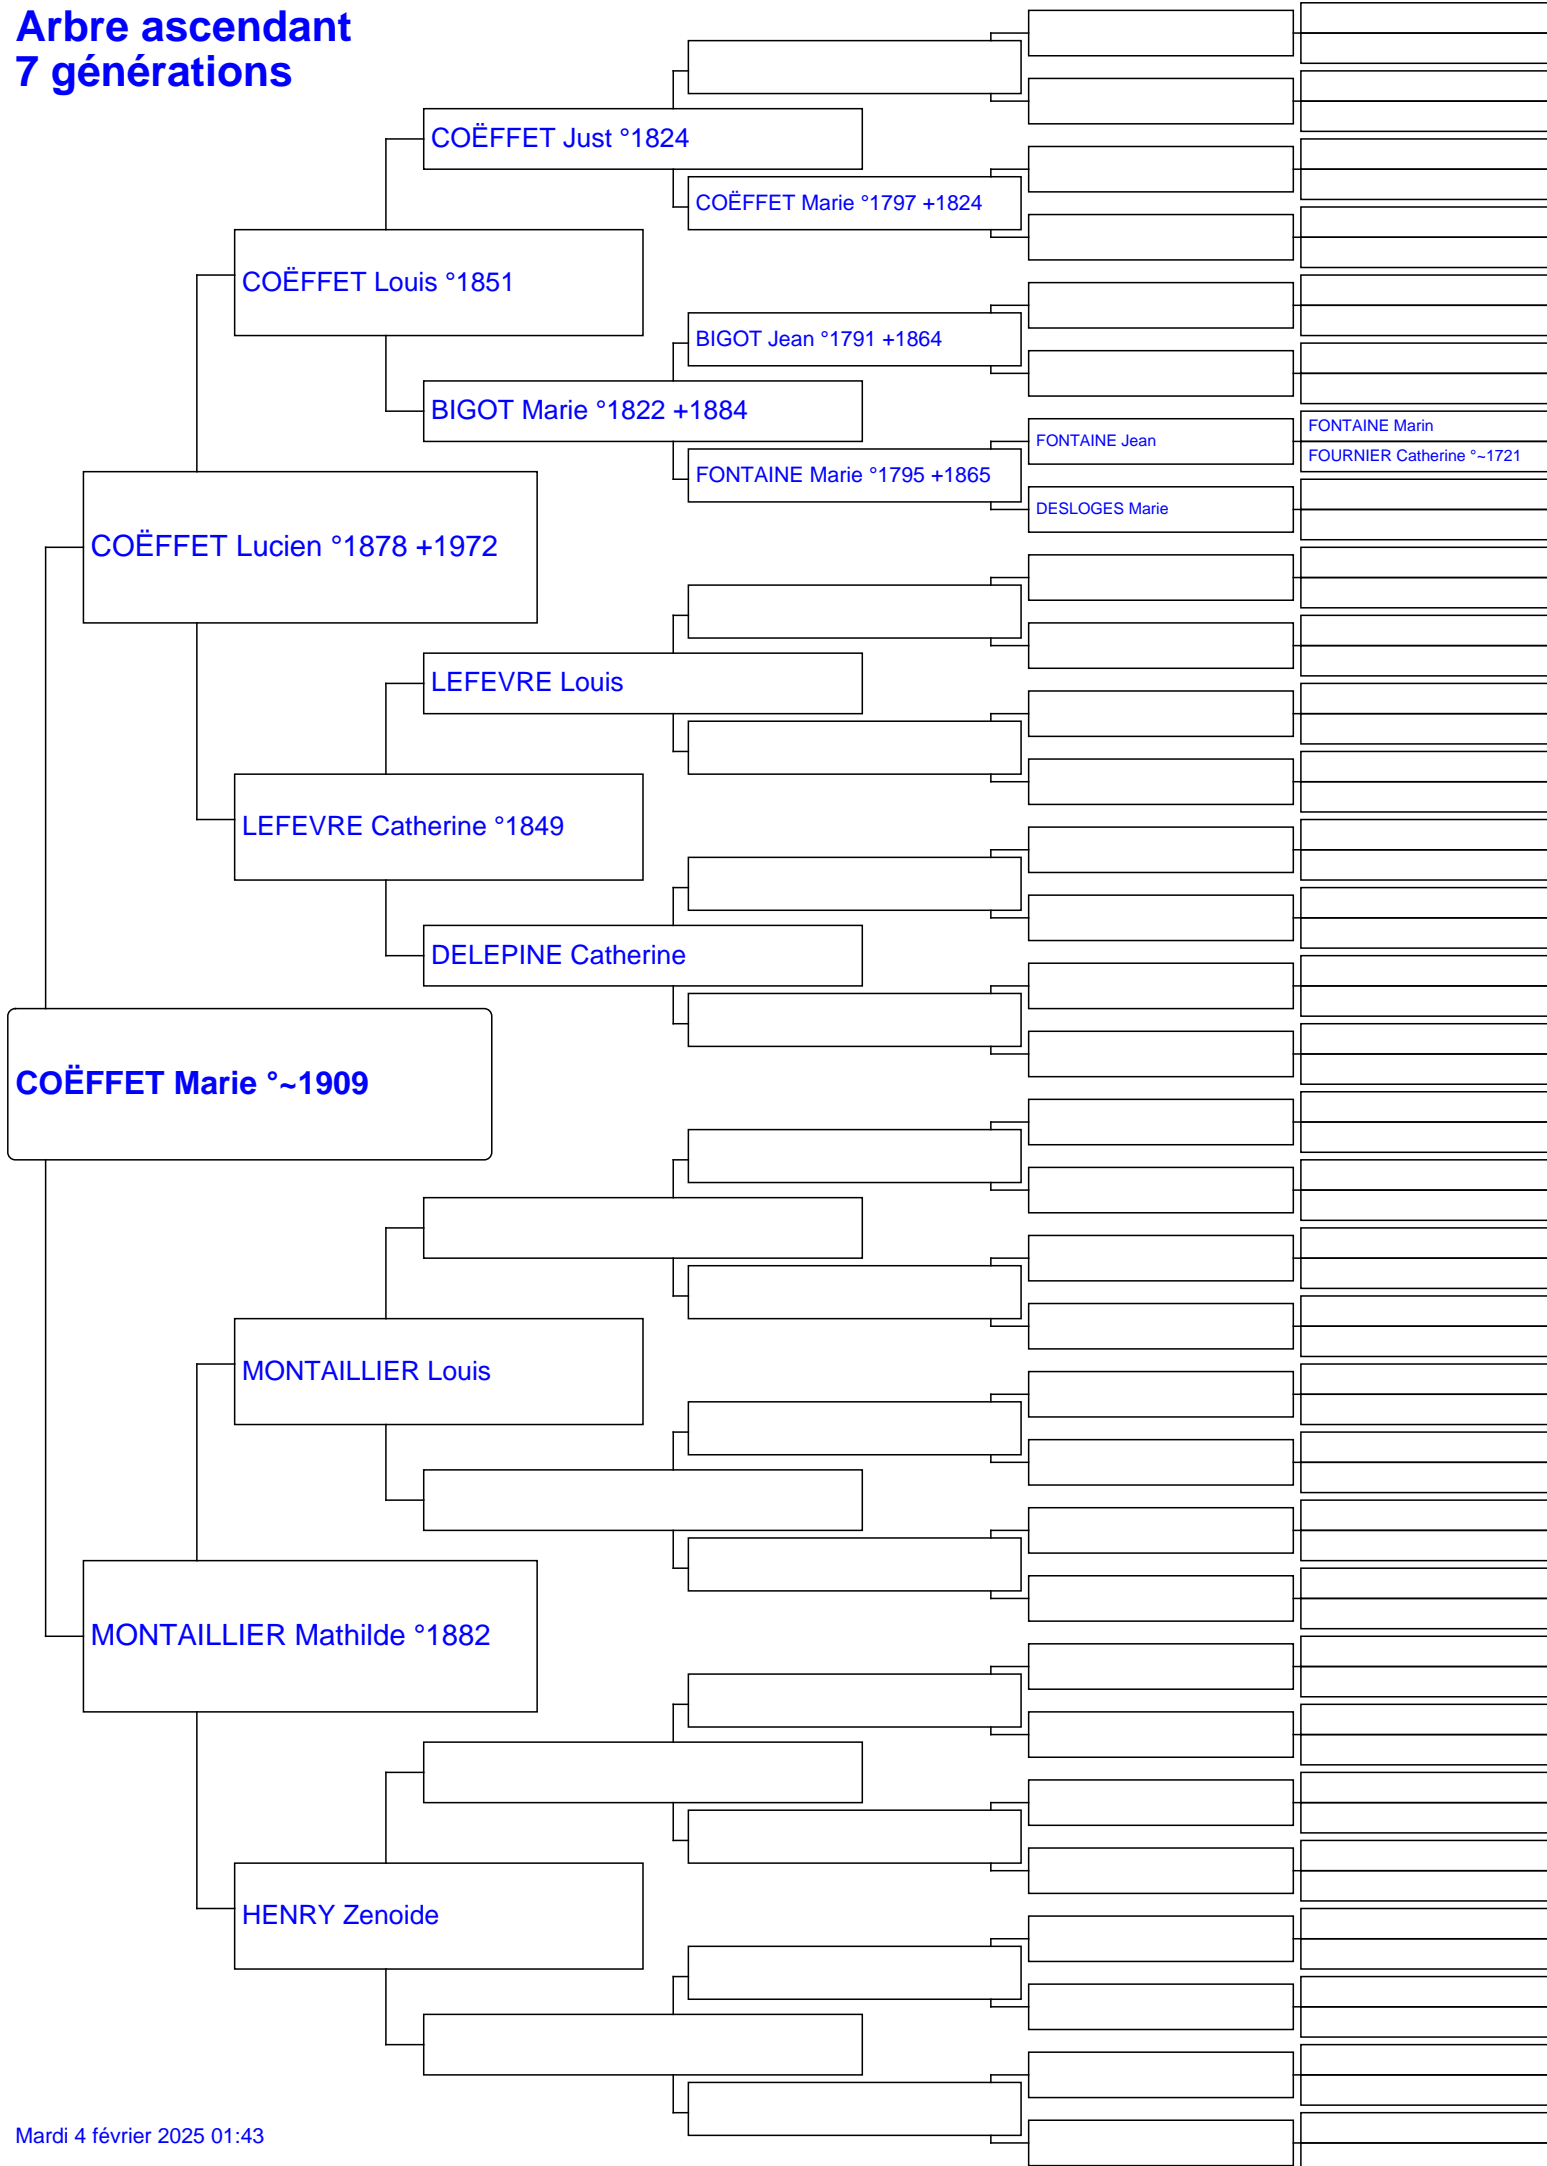 Arbre ascendant
7 générations
COËFFET Just °1824
COËFFET Marie °1797 +1824
COËFFET Louis °1851
BIGOT Jean °1791 +1864
BIGOT Marie °1822 +1884
FONTAINE Marin
FONTAINE Jean
FOURNIER Catherine °~1721
FONTAINE Marie °1795 +1865
DESLOGES Marie
COËFFET Lucien °1878 +1972
LEFEVRE Louis
LEFEVRE Catherine °1849
DELEPINE Catherine
COËFFET Marie °~1909
MONTAILLIER Louis
MONTAILLIER Mathilde °1882
HENRY Zenoide
Mardi 4 février 2025 01:43